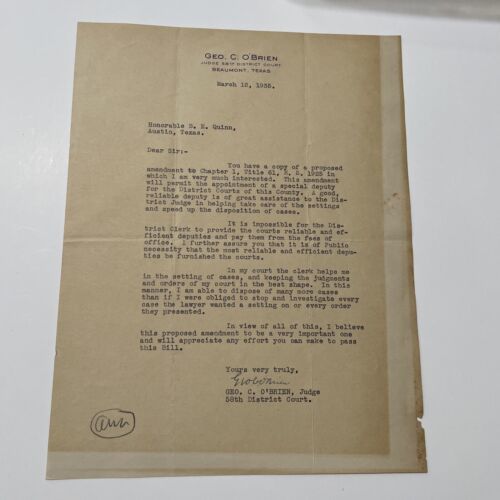 GEO. C. O'BRIEN
JUDGE 58TH DISTRICT COURT
BEAUMONT, TEXAS
March 12, 1935.
Honorable B. E. Quinn,
Austin, Texas.
Dear Sir:-
You have a copy of a proposed
amendment to Chapter 1, Title 61, R. S. 1925 in
which I am very much interested. This amendment
will permit the appointment of a special deputy
for the District Courts of this County. A good,
reliable deputy is of great assistance to the Dis-
trict Judge in helping take care of the settings
and speed up the disposition of cases.
It is impossible for the Dis-
trict Clerk to provide the courts reliable and ef-
ficient deputies and pay them from the fees of
office. I further assure you that it is of Public
necessity that the most reliable and efficient depu-
ties be furnished the courts.
In my court the clerk helps me
in the setting of cases, and keeping the judgments
and orders of my court in the best shape. In this
manner, I am able to dispose of many more cases
than if I were obliged to stop and investigate every
case the lawyer wanted a setting on or every order
they presented.
In view of all of this, I believe
this proposed amendment to be a very important one
and will appreciate any effort you can make to pass
this Bill.
Yours very truly,
GEO. C. O'BRIEN, Judge
58th District Court.